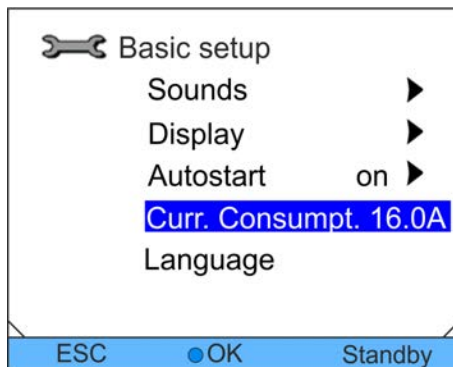 Basic setup
Sounds
Display
Autostart on
Curr. Consumpt. 16.0A
Language
ESC OK Standby